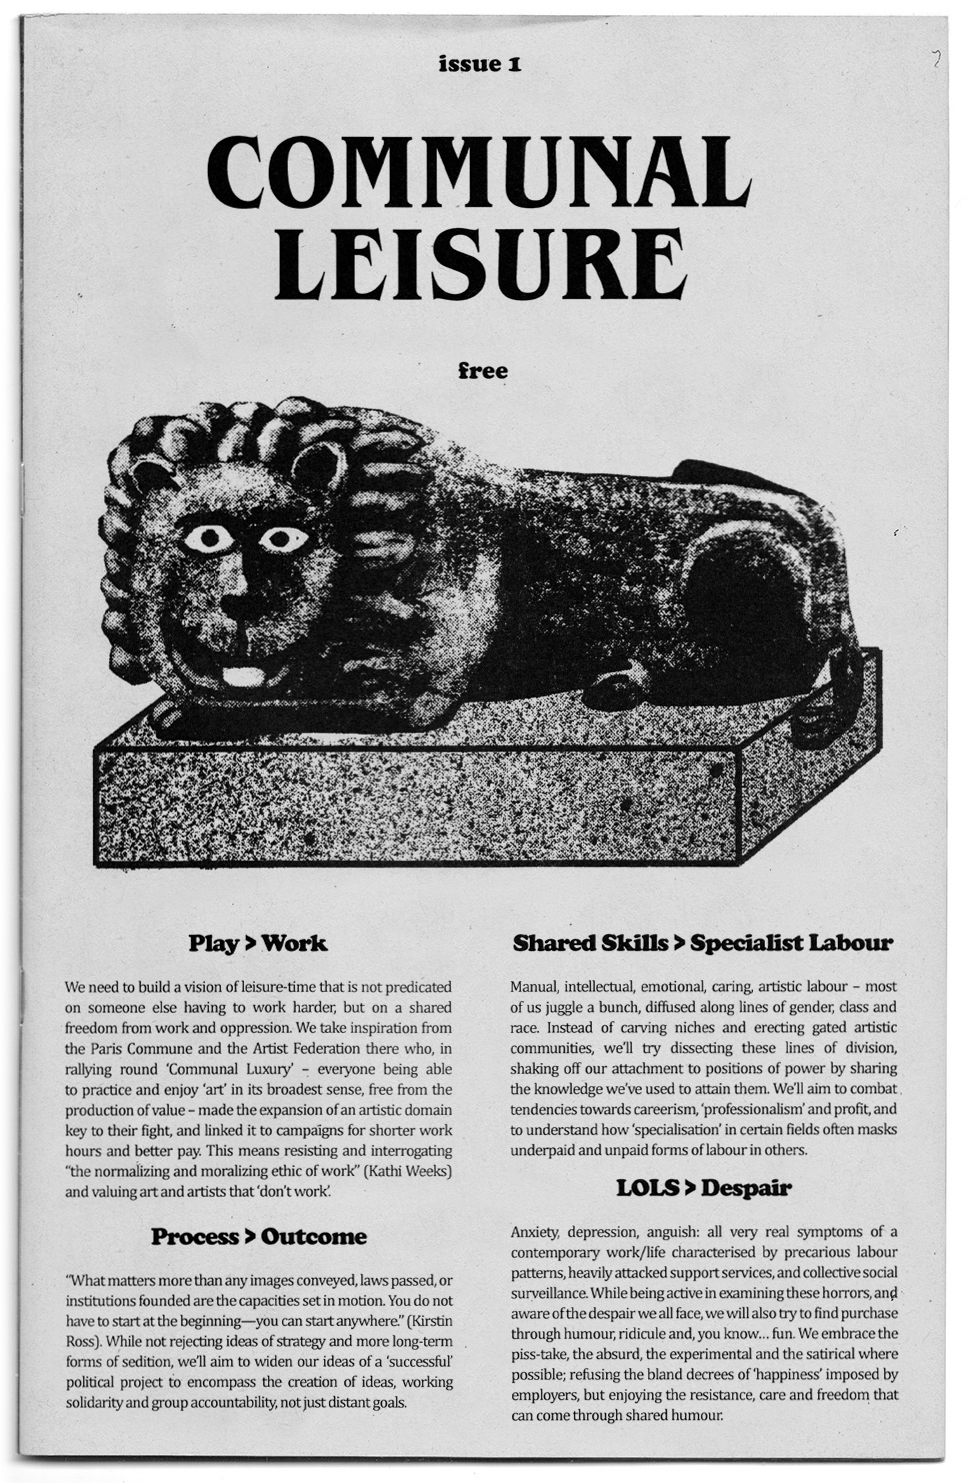 issue 1
COMMUNAL
LEISURE
free
Play > Work
We need to build a vision of leisure-time that is not predicated
on someone else having to work harder, but on a shared
freedom from work and oppression. We take inspiration from
the Paris Commune and the Artist Federation there who, in
rallying round ‘Communal Luxury’ – everyone being able
to practice and enjoy ‘art’ in its broadest sense, free from the
production of value – made the expansion of an artistic domain
key to their fight, and linked it to campaigns for shorter work
hours and better pay. This means resisting and interrogating
“the normalizing and moralizing ethic of work” (Kathi Weeks)
and valuing art and artists that ‘don’t work’.
Process > Outcome
“What matters more than any images conveyed, laws passed, or
institutions founded are the capacities set in motion. You do not
have to start at the beginning—you can start anywhere.” (Kirstin
Ross). While not rejecting ideas of strategy and more long-term
forms of sedition, we’ll aim to widen our ideas of a ‘successful’
political project to encompass the creation of ideas, working
solidarity and group accountability, not just distant goals.
Shared Skills > Specialist Labour
Manual, intellectual, emotional, caring, artistic labour – most
of us juggle a bunch, diffused along lines of gender, class and
race. Instead of carving niches and erecting gated artistic
communities, we’ll try dissecting these lines of division,
shaking off our attachment to positions of power by sharing
the knowledge we’ve used to attain them. We’ll aim to combat
tendencies towards careerism, ‘professionalism’ and profit, and
to understand how ‘specialisation’ in certain fields often masks
underpaid and unpaid forms of labour in others.
LOLS > Despair
Anxiety, depression, anguish: all very real symptoms of a
contemporary work/life characterised by precarious labour
patterns, heavily attacked support services, and collective social
surveillance. While being active in examining these horrors, and
aware of the despair we all face, we will also try to find purchase
through humour, ridicule and, you know... fun. We embrace the
piss-take, the absurd, the experimental and the satirical where
possible; refusing the bland decrees of ‘happiness’ imposed by
employers, but enjoying the resistance, care and freedom that
can come through shared humour.